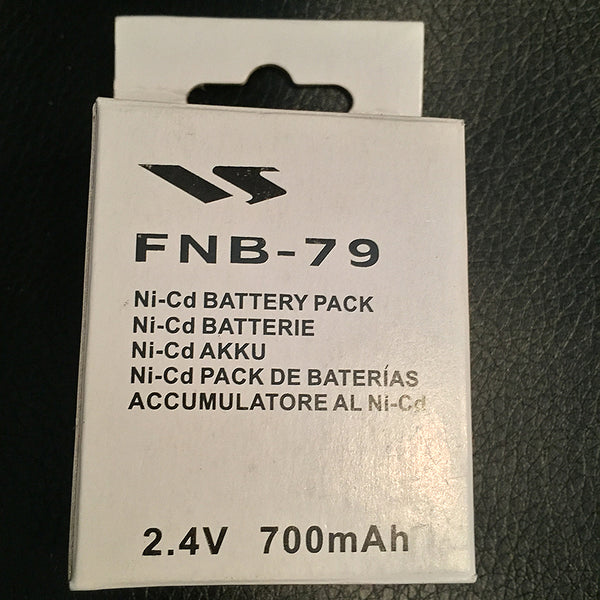 FNB-79
Ni-Cd BATTERY PACK
Ni-Cd BATTERIE
Ni-Cd AKKU
Ni-Cd PACK DE BATERÍAS
ACCUMULATORE AL Ni-Cd
2.4V 700mAh